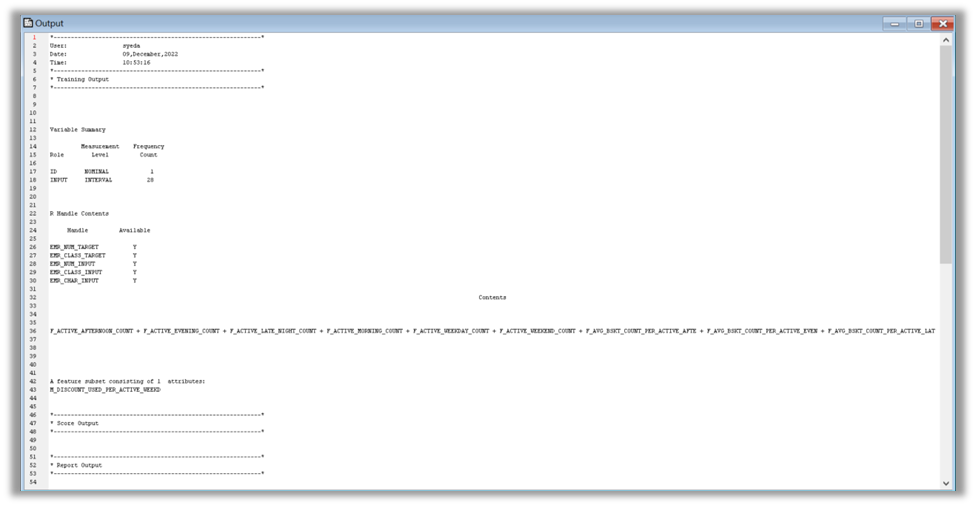 Output
1 *------------------------------------------------------------*
2 User: syeda
3 Date: 09,December,2022
4 Time: 10:53:16
5 *------------------------------------------------------------*
6 * Training Output
7 *------------------------------------------------------------*
8
9
10
11
12 Variable Summary
13
14 Measurement Frequency
15 Role Level Count
16
17 ID NOMINAL 1
18 INPUT INTERVAL 28
19
20
21
22 R Handle Contents
23
24 Handle Available
25
26 EMR_NUM_TARGET Y
27 EMR_CLASS_TARGET Y
28 EMR_NUM_INPUT Y
29 EMR_CLASS_INPUT Y
30 EMR_CHAR_INPUT Y
31
32 Contents
33
34
35
36 F_ACTIVE_AFTERNOON_COUNT + F_ACTIVE_EVENING_COUNT + F_ACTIVE_LATE_NIGHT_COUNT + F_ACTIVE_MORNING_COUNT + F_ACTIVE_WEEKDAY_COUNT + F_ACTIVE_WEEKEND_COUNT + F_AVG_BSKT_COUNT_PER_ACTIVE_AFTE + F_AVG_BSKT_COUNT_PER_ACTIVE_EVEN + F_AVG_BSKT_COUNT_PER_ACTIVE_LAT
37
38
39
40
41
42 A feature subset consisting of 1 attributes:
43 M_DISCOUNT_USED_PER_ACTIVE_WEEKD
44
45
46 *------------------------------------------------------------*
47 * Score Output
48 *------------------------------------------------------------*
49
50
51 *------------------------------------------------------------*
52 * Report Output
53 *------------------------------------------------------------*
54